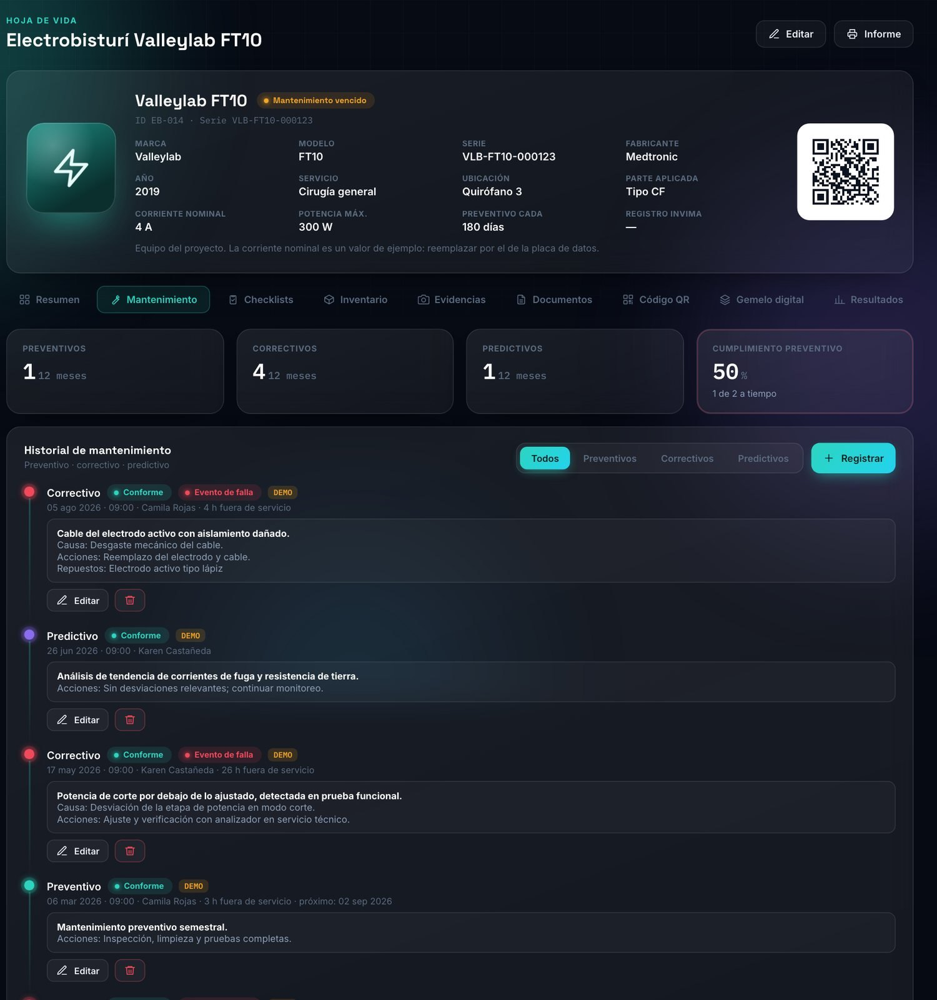 HOJA DE VIDA
Electrobisturí Valleylab FT10
Editar
Informe
Valleylab FT10
Mantenimiento vencido
ID EB-014 · Serie VLB-FT10-000123
MARCA
Valleylab
MODELO
FT10
SERIE
VLB-FT10-000123
FABRICANTE
Medtronic
AÑO
2019
SERVICIO
Cirugía general
UBICACIÓN
Quirófano 3
PARTE APLICADA
Tipo CF
CORRIENTE NOMINAL
4 A
POTENCIA MÁX.
300 W
PREVENTIVO CADA
180 días
REGISTRO INVIMA
—
Equipo del proyecto. La corriente nominal es un valor de ejemplo: reemplazar por el de la placa de datos.
Resumen
Mantenimiento
Checklists
Inventario
Evidencias
Documentos
Código QR
Gemelo digital
Resultados
PREVENTIVOS
1 12 meses
CORRECTIVOS
4 12 meses
PREDICTIVOS
1 12 meses
CUMPLIMIENTO PREVENTIVO
50 %
1 de 2 a tiempo
Historial de mantenimiento
Preventivo · correctivo · predictivo
Todos
Preventivos
Correctivos
Predictivos
Registrar
Correctivo Conforme Evento de falla DEMO
05 ago 2026 · 09:00 · Camila Rojas · 4 h fuera de servicio
Cable del electrodo activo con aislamiento dañado.
Causa: Desgaste mecánico del cable.
Acciones: Reemplazo del electrodo y cable.
Repuestos: Electrodo activo tipo lápiz
Editar
Predictivo Conforme DEMO
26 jun 2026 · 09:00 · Karen Castañeda
Análisis de tendencia de corrientes de fuga y resistencia de tierra.
Acciones: Sin desviaciones relevantes; continuar monitoreo.
Editar
Correctivo Conforme Evento de falla DEMO
17 may 2026 · 09:00 · Karen Castañeda · 26 h fuera de servicio
Potencia de corte por debajo de lo ajustado, detectada en prueba funcional.
Causa: Desviación de la etapa de potencia en modo corte.
Acciones: Ajuste y verificación con analizador en servicio técnico.
Editar
Preventivo Conforme DEMO
06 mar 2026 · 09:00 · Camila Rojas · 3 h fuera de servicio · próximo: 02 sep 2026
Mantenimiento preventivo semestral.
Acciones: Inspección, limpieza y pruebas completas.
Editar